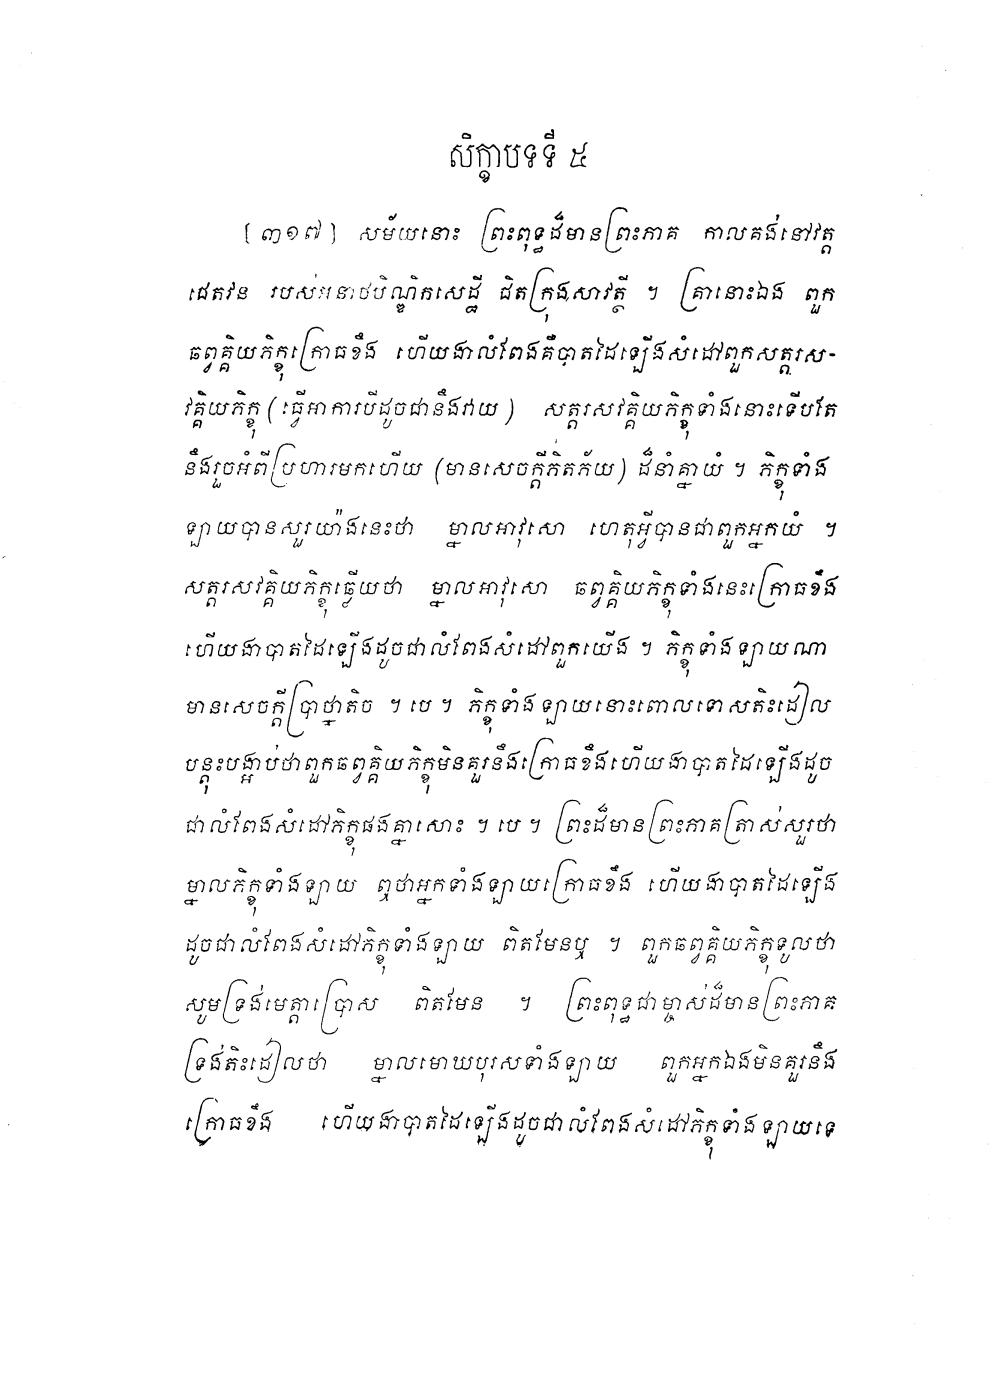 សិក្ខាបទទី ៥
[៣១៧] សម័យនោះ ព្រះពុទ្ធដ៏មានព្រះភាគ កាលគង់នៅវត្ត
ជេតវន របស់អនាថបិណ្ឌិកសេដ្ឋី ជិតក្រុងសាវត្ថី ។ គ្រានោះឯង ពួក
ឆព្វគ្គិយភិក្ខុក្រោធខឹង ហើយងាលំពែងគឺបាតដៃឡើងសំដៅពួកសត្តរស-
វគ្គិយភិក្ខុ (ធ្វើអាការបីដូចជានឹងវាយ) សត្តរសវគ្គិយភិក្ខុទាំងនោះទើបតែ
នឹងរួចអំពីប្រហារមកហើយ (មានសេចក្តីភិតភ័យ) ដ៏នាំគ្នាយំ ។ ភិក្ខុទាំង
ឡាយបានសួរយ៉ាងនេះថា ម្នាលអាវុសោ ហេតុអ្វីបានជាពួកអ្នកយំ ។
សត្តរសវគ្គិយភិក្ខុឆ្លើយថា ម្នាលអាវុសោ ឆព្វគ្គិយភិក្ខុទាំងនេះក្រោធខឹង
ហើយងាបាតដៃឡើងដូចជាលំពែងសំដៅពួកយើង ។ ភិក្ខុទាំងឡាយណា
មានសេចក្តីប្រាថ្នាតិច ។ បេ ។ ភិក្ខុទាំងឡាយនោះពោលទោសតិះដៀល
បន្តុះបង្អាប់ថាពួកឆព្វគ្គិយភិក្ខុមិនគួរនឹងក្រោធខឹងហើយងាបាតដៃឡើងដូច
ជាលំពែងសំដៅភិក្ខុផងគ្នាសោះ ។ បេ ។ ព្រះដ៏មានព្រះភាគត្រាស់សួរថា
ម្នាលភិក្ខុទាំងឡាយ ឮថាអ្នកទាំងឡាយក្រោធខឹង ហើយងាបាតដៃឡើង
ដូចជាលំពែងសំដៅភិក្ខុទាំងឡាយ ពិតមែនឬ ។ ពួកឆព្វគ្គិយភិក្ខុទូលថា
សូមទ្រង់មេត្តាប្រោស ពិតមែន ។ ព្រះពុទ្ធជាម្ចាស់ដ៏មានព្រះភាគ
ទ្រង់តិះដៀលថា ម្នាលមោឃបុរសទាំងឡាយ ពួកអ្នកឯងមិនគួរនឹង
ក្រោធខឹង ហើយងាបាតដៃឡើងដូចជាលំពែងសំដៅភិក្ខុទាំងឡាយទេ